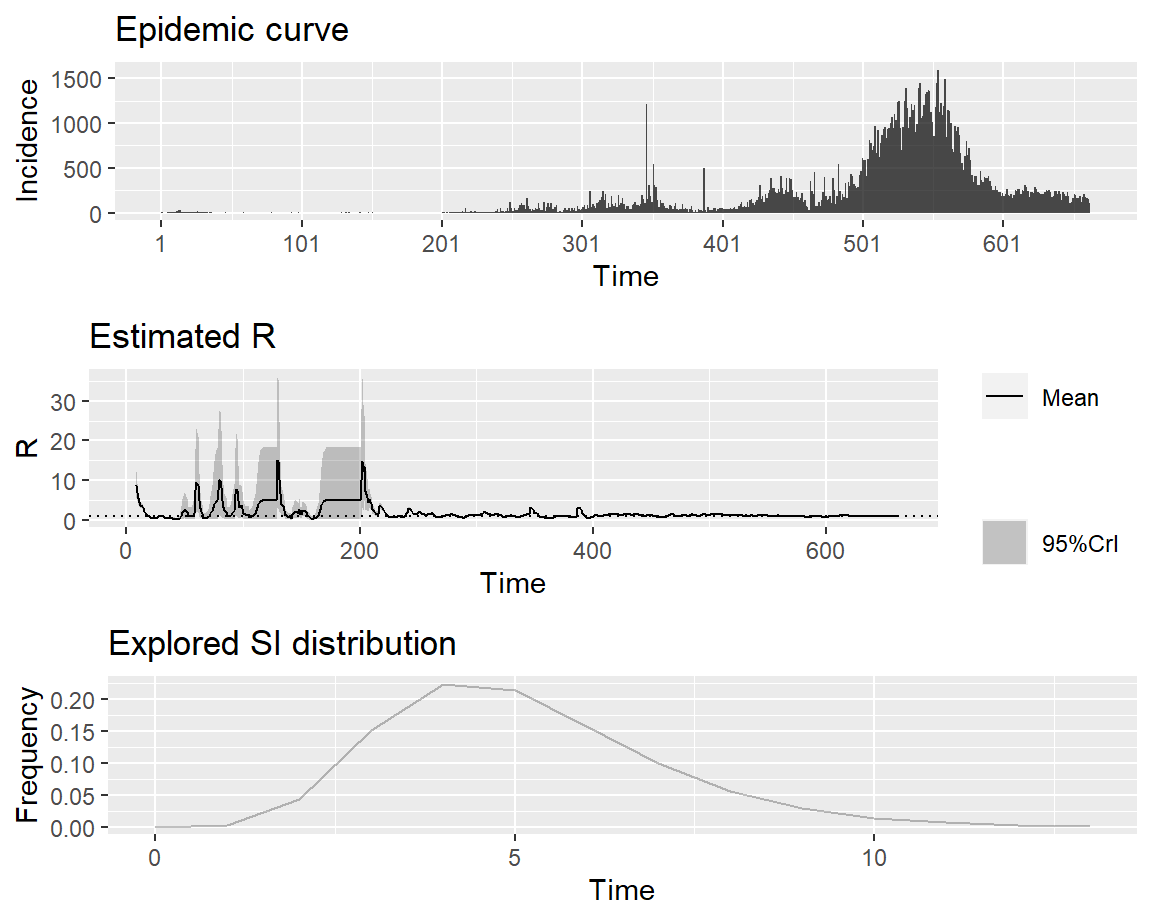 Epidemic curve
Incidence
1500
1000
500
0
1 101 201 301 401 501 601
Time
Estimated R
R
30
20
10
0
0 200 400 600
Time
Mean
95%CrI
Explored SI distribution
Frequency
0.20
0.15
0.10
0.05
0.00
0 5 10
Time